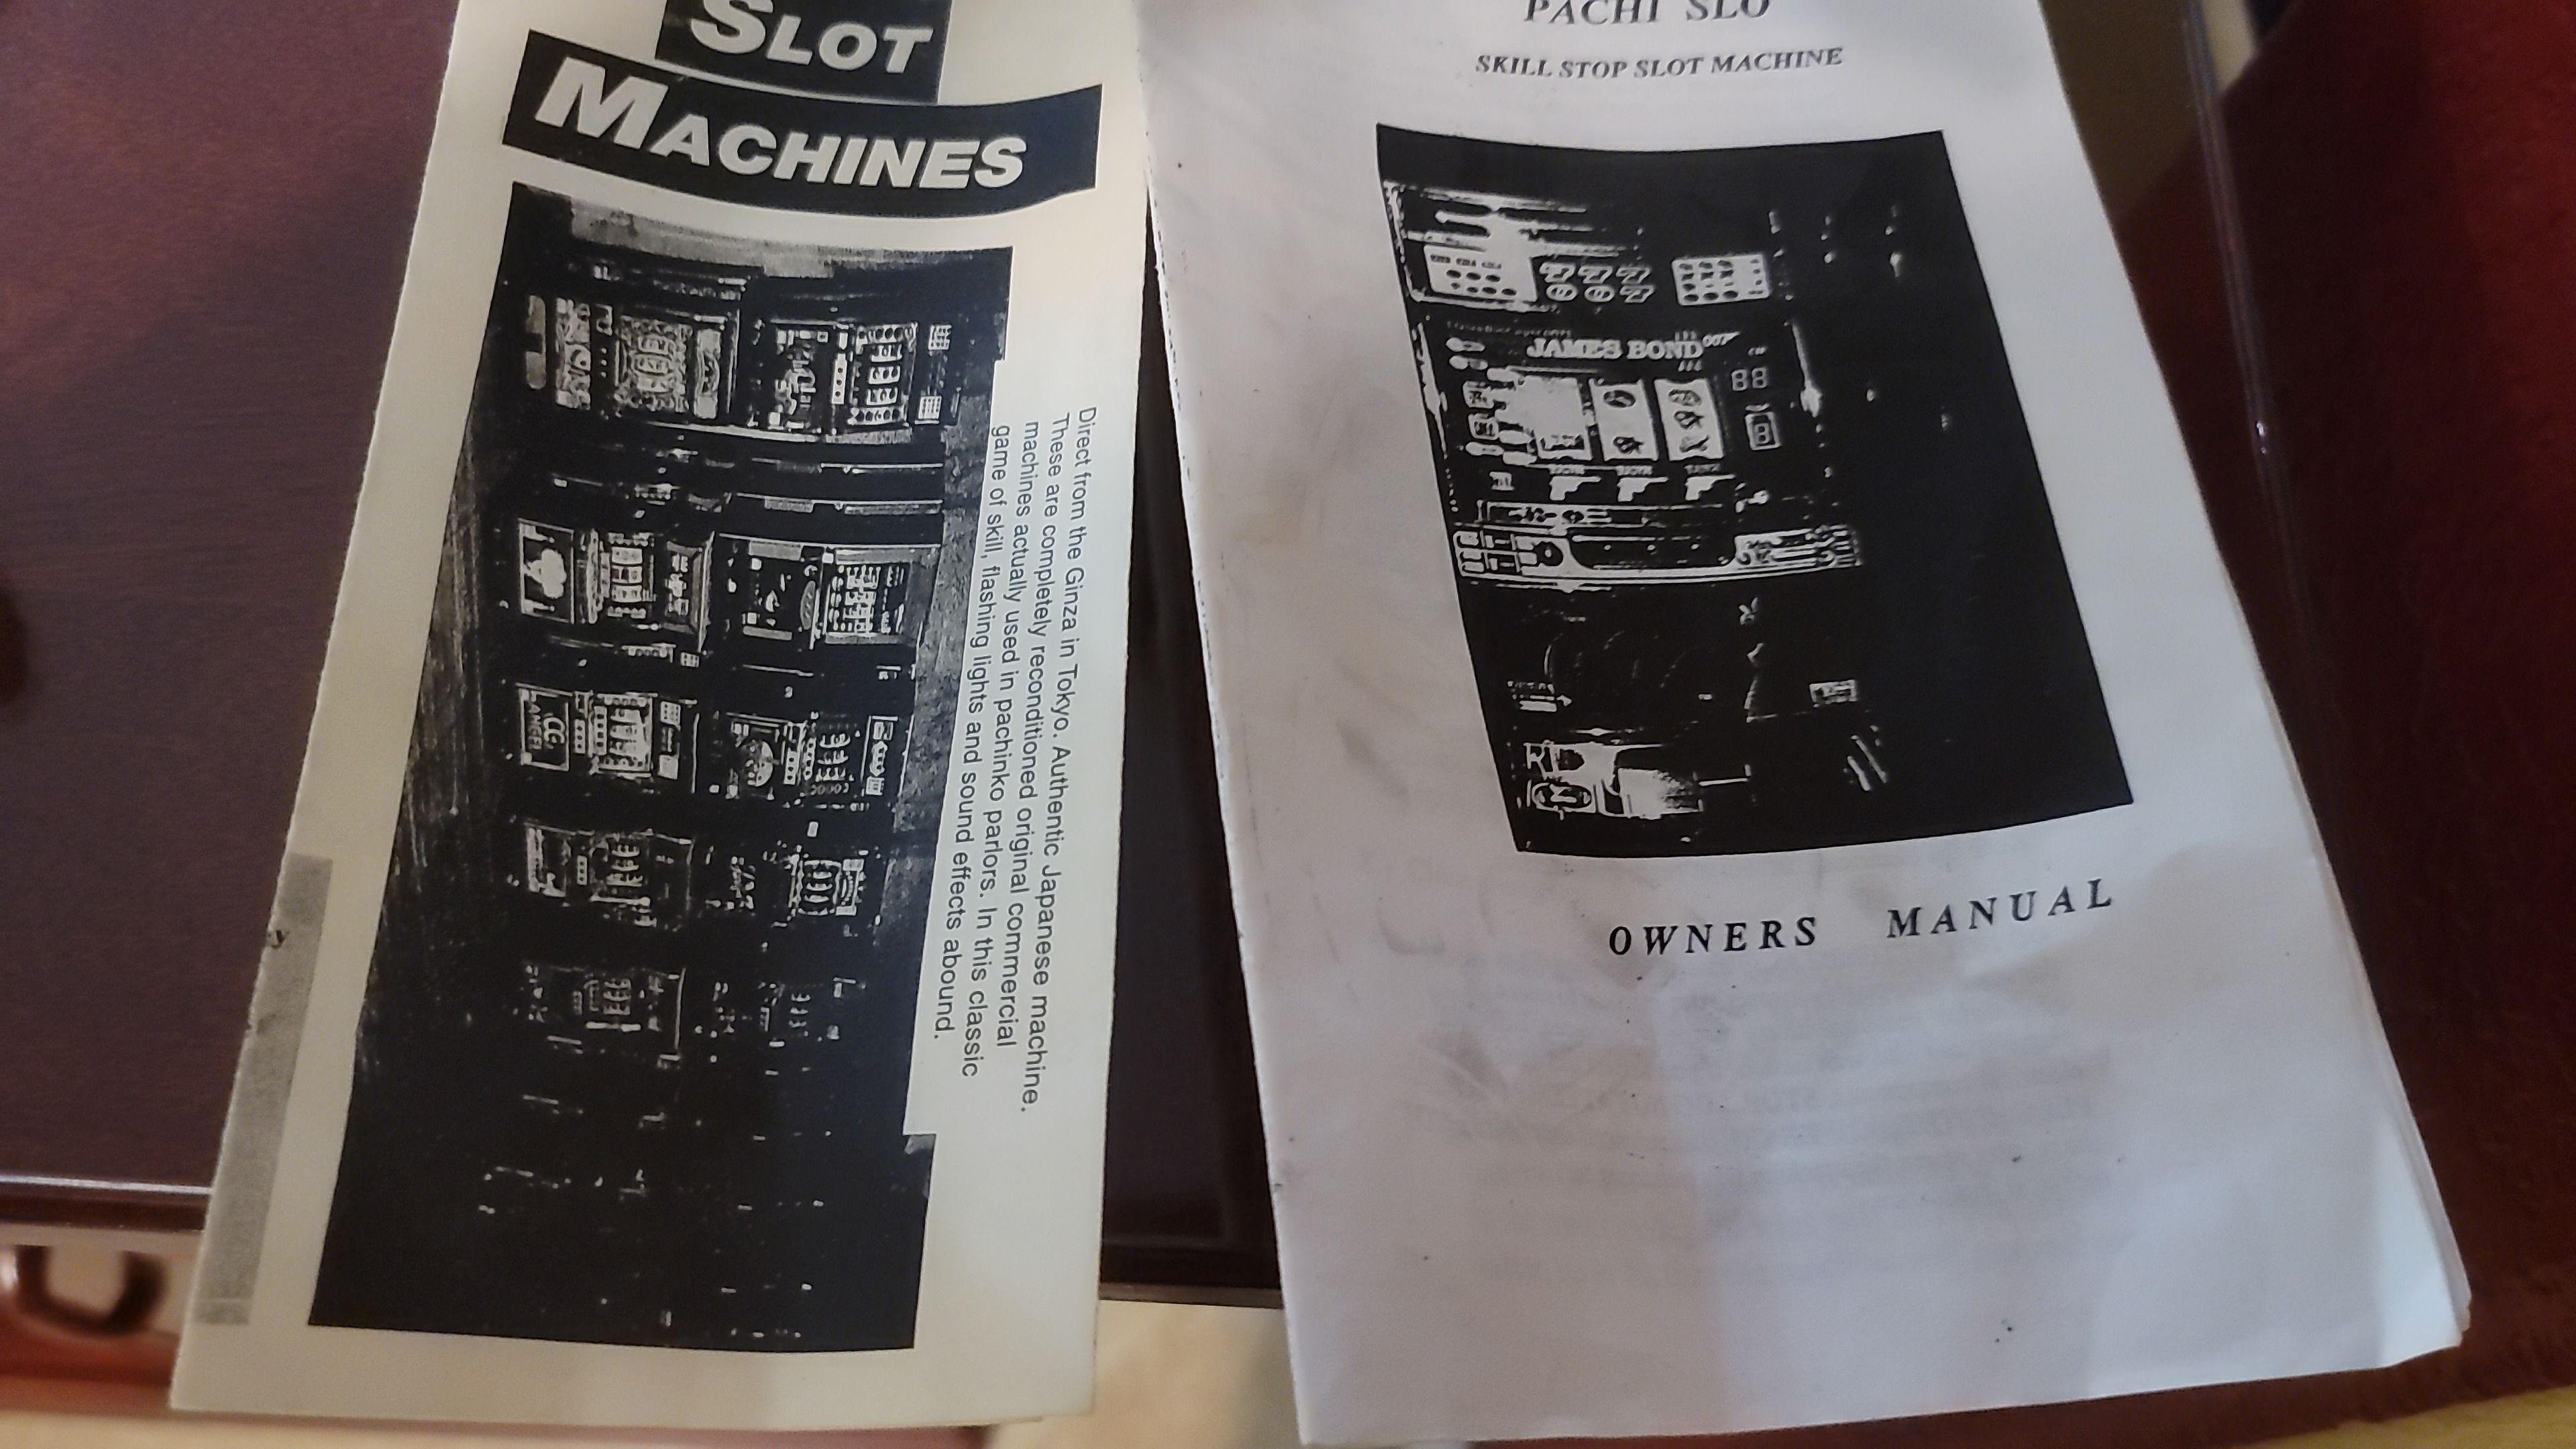 SLOT
MACHINES
Direct from the Ginza in Tokyo. Authentic Japanese machine.
These are completely reconditioned original commercial
machines actually used in pachinko parlors. In this classic
game of skill, flashing lights and sound effects abound.
PACHI SLO
SKILL STOP SLOT MACHINE
JAMES BOND 007
OWNERS MANUAL